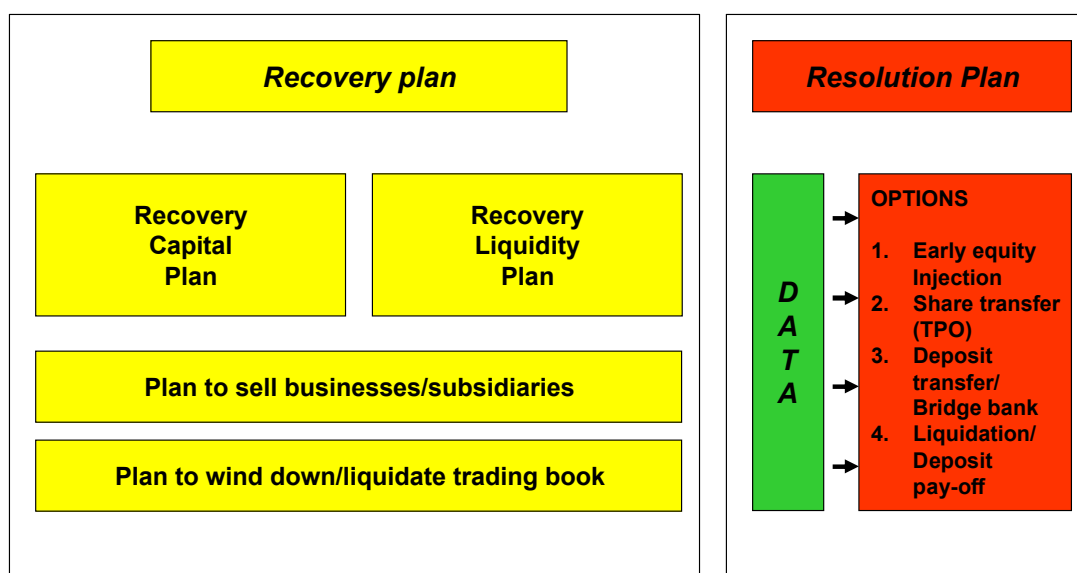 Recovery plan
Recovery
Capital
Plan
Recovery
Liquidity
Plan
Plan to sell businesses/subsidiaries
Plan to wind down/liquidate trading book
Resolution Plan
D
A
T
A
OPTIONS
1. Early equity
Injection
2. Share transfer
(TPO)
3. Deposit
transfer/
Bridge bank
4. Liquidation/
Deposit
pay-off